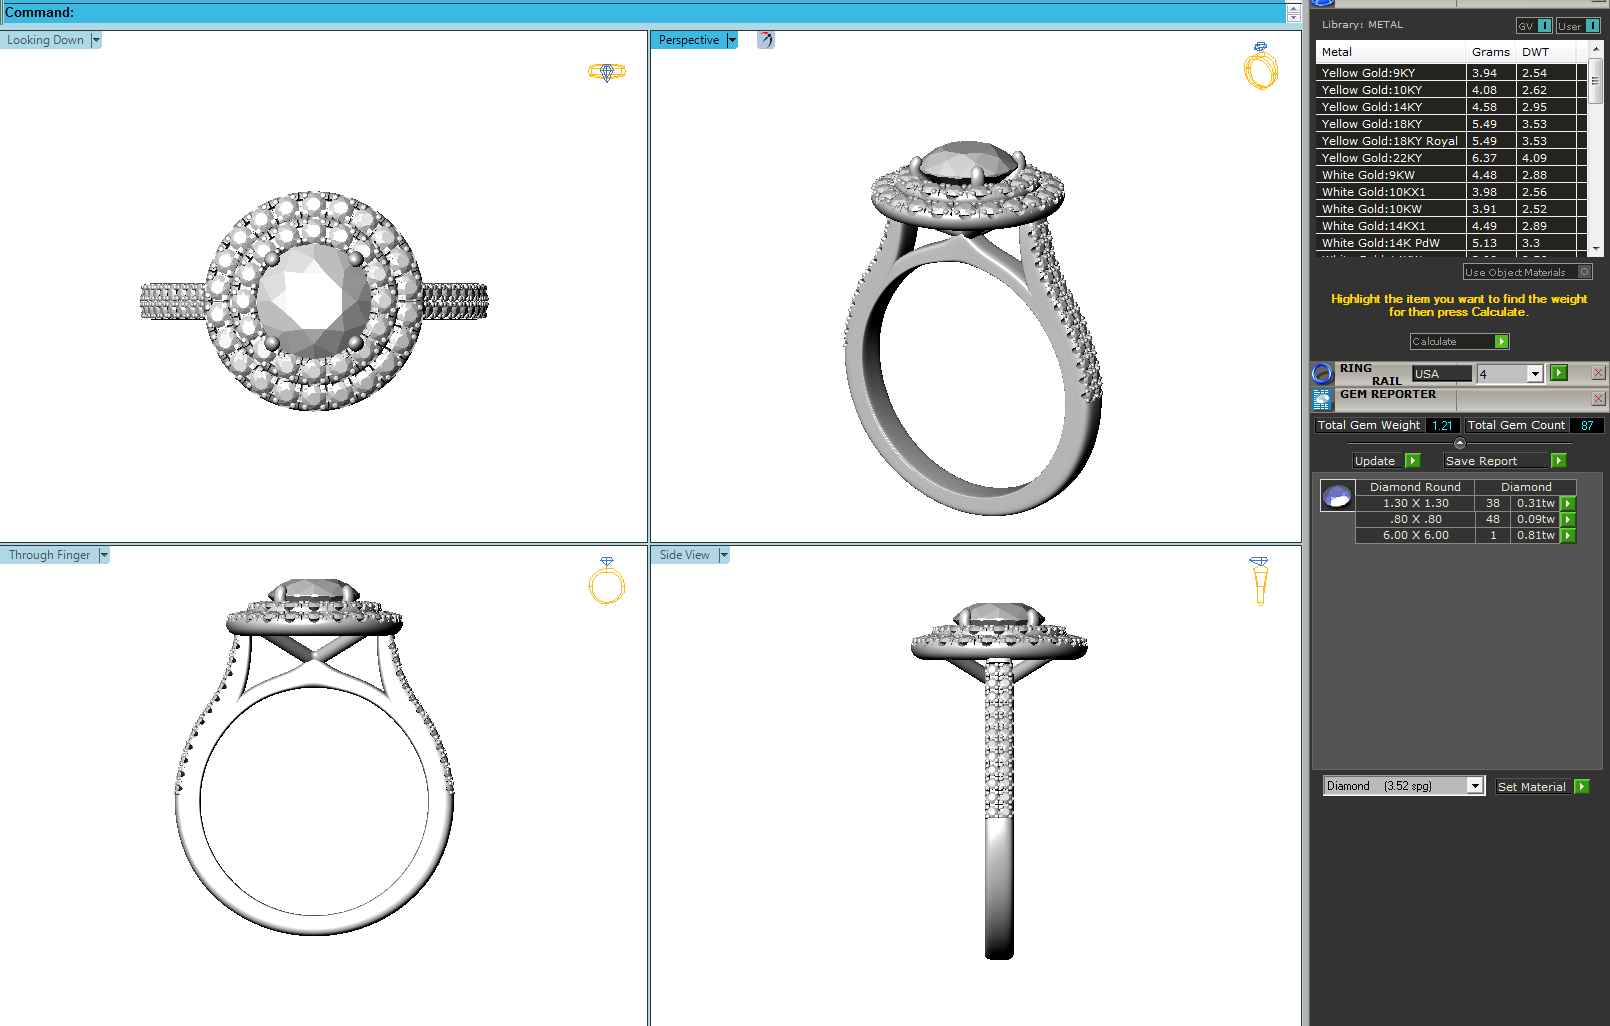 Command:
Looking Down
Perspective
Through Finger
Side View
Library: METAL
GV I User I
Metal Grams DWT
Yellow Gold:9KY 3.94 2.54
Yellow Gold:10KY 4.08 2.62
Yellow Gold:14KY 4.58 2.95
Yellow Gold:18KY 5.49 3.53
Yellow Gold:18KY Royal 5.49 3.53
Yellow Gold:22KY 6.37 4.09
White Gold:9KW 4.48 2.88
White Gold:10KX1 3.98 2.56
White Gold:10KW 3.91 2.52
White Gold:14KX1 4.49 2.89
White Gold:14K PdW 5.13 3.3
Use Object Materials
Highlight the item you want to find the weight
for then press Calculate.
Calculate
RING
RAIL USA 4
GEM REPORTER
Total Gem Weight 1.21 Total Gem Count 87
Update Save Report
Diamond Round Diamond
1.30 X 1.30 38 0.31tw
.80 X .80 48 0.09tw
6.00 X 6.00 1 0.81tw
Diamond (3.52 spg) Set Material